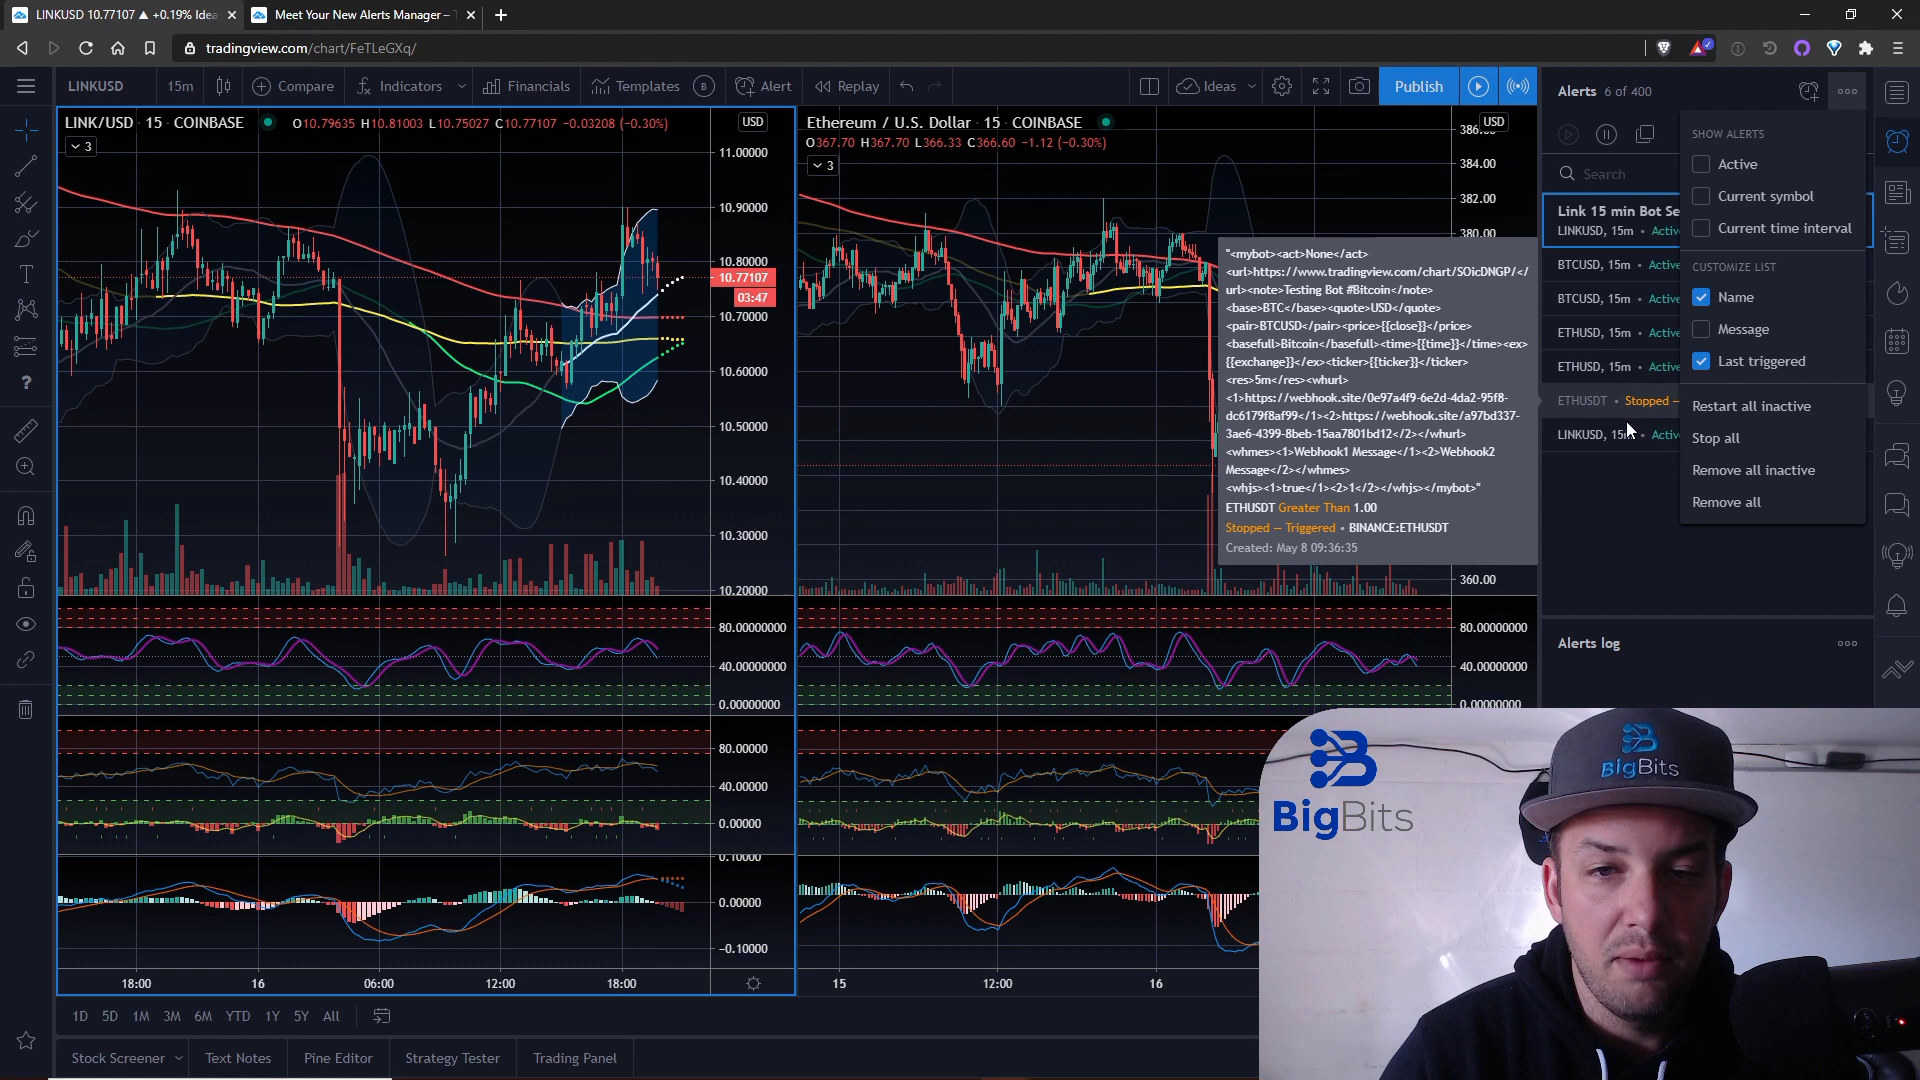 LINKUSD 10.77107 ▲ +0.19% Idea
Meet Your New Alerts Manager –
tradingview.com/chart/FeTLeGXq/
LINKUSD
15m
Compare
Indicators
Financials
Templates
B
Alert
Replay
Ideas
Publish
LINK/USD · 15 · COINBASE
O10.79635 H10.81003 L10.75027 C10.77107 −0.03208 (−0.30%)
USD
3
11.00000
10.90000
10.80000
10.77107
03:47
10.70000
10.60000
10.50000
10.40000
10.30000
10.20000
80.00000000
40.00000000
0.00000000
80.00000
40.00000
0.00000
0.10000
0.00000
−0.10000
18:00
16
06:00
12:00
18:00
Ethereum / U.S. Dollar · 15 · COINBASE
O367.70 H367.70 L366.33 C366.60 −1.12 (−0.30%)
USD
3
384.00
382.00
380.00
360.00
80.00000000
40.00000000
0.00000000
15
12:00
16
"<mybot><act>None</act>
<url>https://www.tradingview.com/chart/SOicDNGP/</
url><note>Testing Bot #Bitcoin</note>
<base>BTC</base><quote>USD</quote>
<pair>BTCUSD</pair><price>{{close}}</price>
<basefull>Bitcoin</basefull><time>{{time}}</time><ex>
{{exchange}}</ex><ticker>{{ticker}}</ticker>
<res>5m</res><whurl>
<1>https://webhook.site/0e97a4f9-6e2d-4da2-95f8-
dc6179f8af99</1><2>https://webhook.site/a97bd337-
3ae6-4399-8beb-15aa7801bd12</2></whurl>
<whmes><1>Webhook1 Message</1><2>Webhook2
Message</2></whmes>
<whjs><1>true</1><2>1</2></whjs></mybot>"
ETHUSDT Greater Than 1.00
Stopped — Triggered • BINANCE:ETHUSDT
Created: May 8 09:36:35
Alerts 6 of 400
Search
Link 15 min Bot Se
LINKUSD, 15m • Active
BTCUSD, 15m • Active
BTCUSD, 15m • Active
ETHUSD, 15m • Active
ETHUSD, 15m • Active
ETHUSDT • Stopped —
LINKUSD, 15m • Active
SHOW ALERTS
Active
Current symbol
Current time interval
CUSTOMIZE LIST
Name
Message
Last triggered
Restart all inactive
Stop all
Remove all inactive
Remove all
Alerts log
BigBits
BigBits
1D
5D
1M
3M
6M
YTD
1Y
5Y
All
Stock Screener
Text Notes
Pine Editor
Strategy Tester
Trading Panel